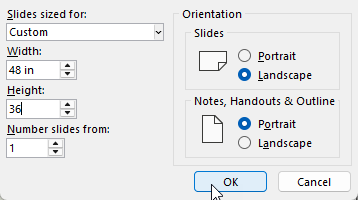 Slides sized for:
Custom
Width:
48 in
Height:
36
Number slides from:
1
Orientation
Slides
Portrait
Landscape
Notes, Handouts & Outline
Portrait
Landscape
OK
Cancel